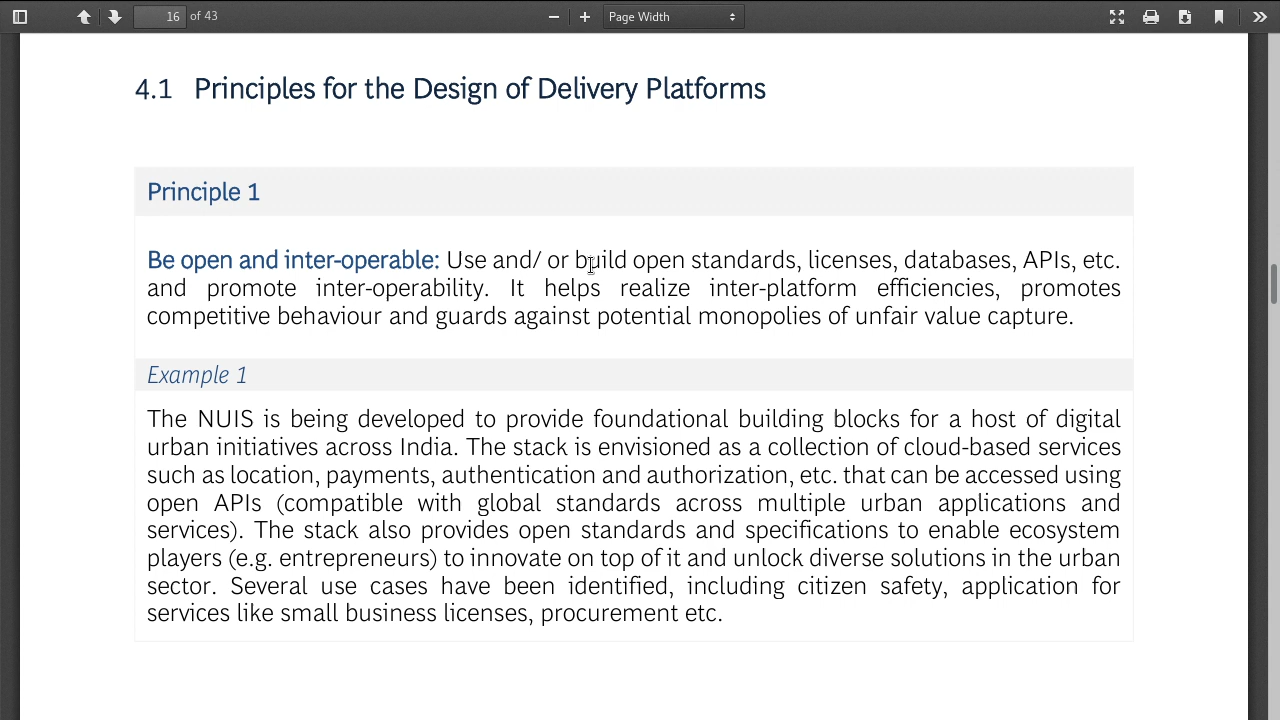 16 of 43
Page Width
4.1 Principles for the Design of Delivery Platforms
Principle 1
Be open and inter-operable: Use and/ or build open standards, licenses, databases, APIs, etc.
and promote inter-operability. It helps realize inter-platform efficiencies, promotes
competitive behaviour and guards against potential monopolies of unfair value capture.
Example 1
The NUIS is being developed to provide foundational building blocks for a host of digital
urban initiatives across India. The stack is envisioned as a collection of cloud-based services
such as location, payments, authentication and authorization, etc. that can be accessed using
open APIs (compatible with global standards across multiple urban applications and
services). The stack also provides open standards and specifications to enable ecosystem
players (e.g. entrepreneurs) to innovate on top of it and unlock diverse solutions in the urban
sector. Several use cases have been identified, including citizen safety, application for
services like small business licenses, procurement etc.